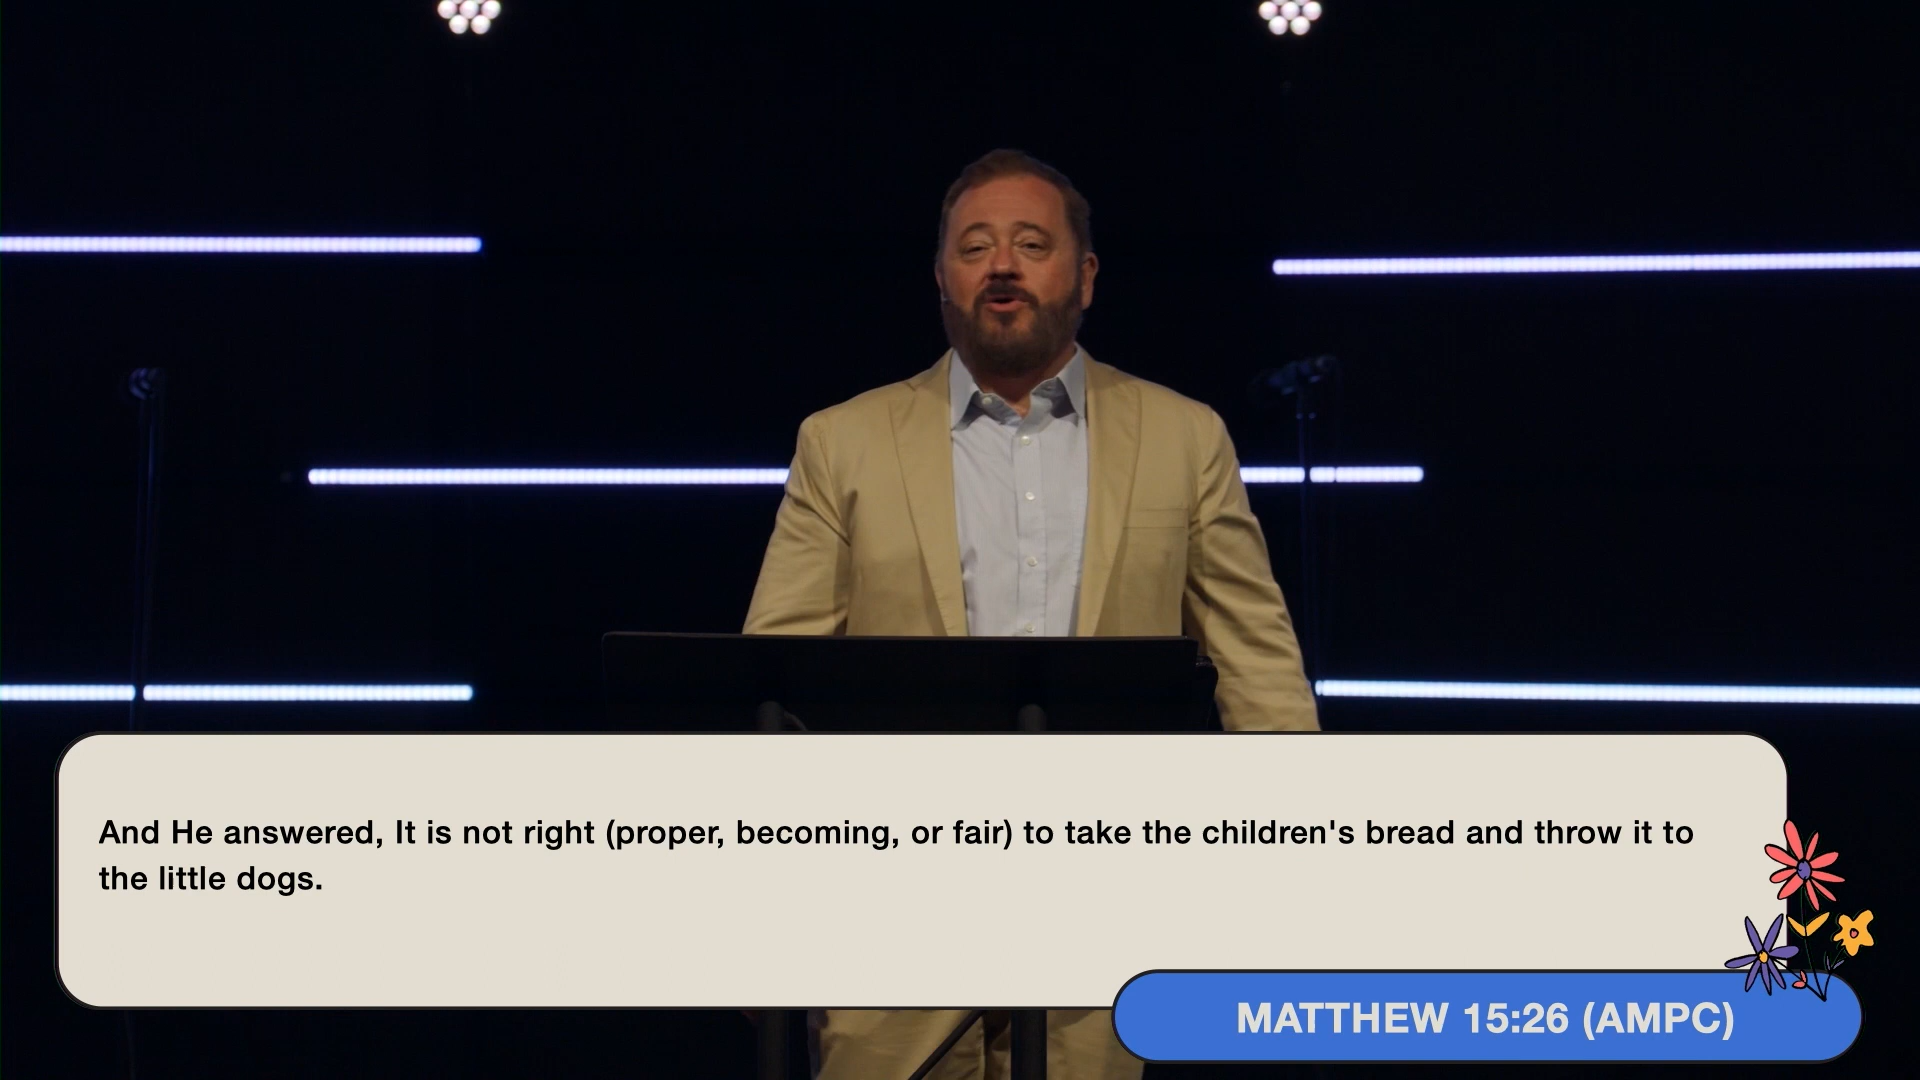 And He answered, It is not right (proper, becoming, or fair) to take the children's bread and throw it to
the little dogs.
MATTHEW 15:26 (AMPC)